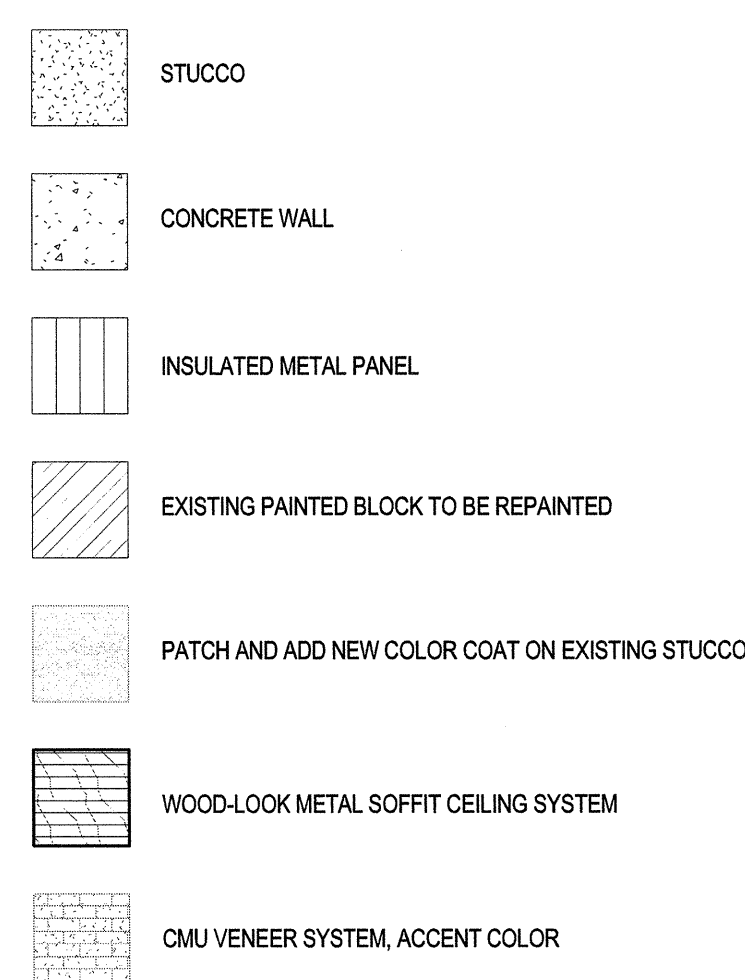 STUCCO
CONCRETE WALL
INSULATED METAL PANEL
EXISTING PAINTED BLOCK TO BE REPAINTED
PATCH AND ADD NEW COLOR COAT ON EXISTING STUCCO
WOOD-LOOK METAL SOFFIT CEILING SYSTEM
CMU VENEER SYSTEM, ACCENT COLOR